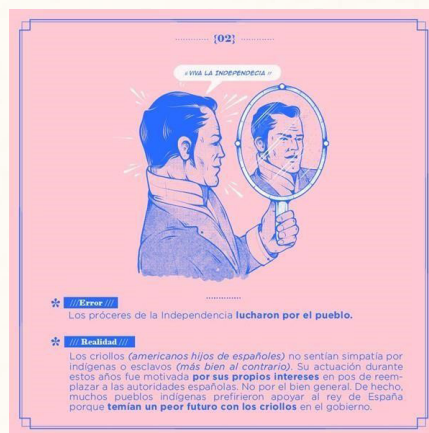 {02}
«VIVA LA INDEPENDECIA»
///Error///
Los próceres de la Independencia lucharon por el pueblo.
/// Realidad ///
Los criollos (americanos hijos de españoles) no sentían simpatía por
indígenas o esclavos (más bien al contrario). Su actuación durante
estos años fue motivada por sus propios intereses en pos de reem-
plazar a las autoridades españolas. No por el bien general. De hecho,
muchos pueblos indígenas prefirieron apoyar al rey de España
porque temían un peor futuro con los criollos en el gobierno.